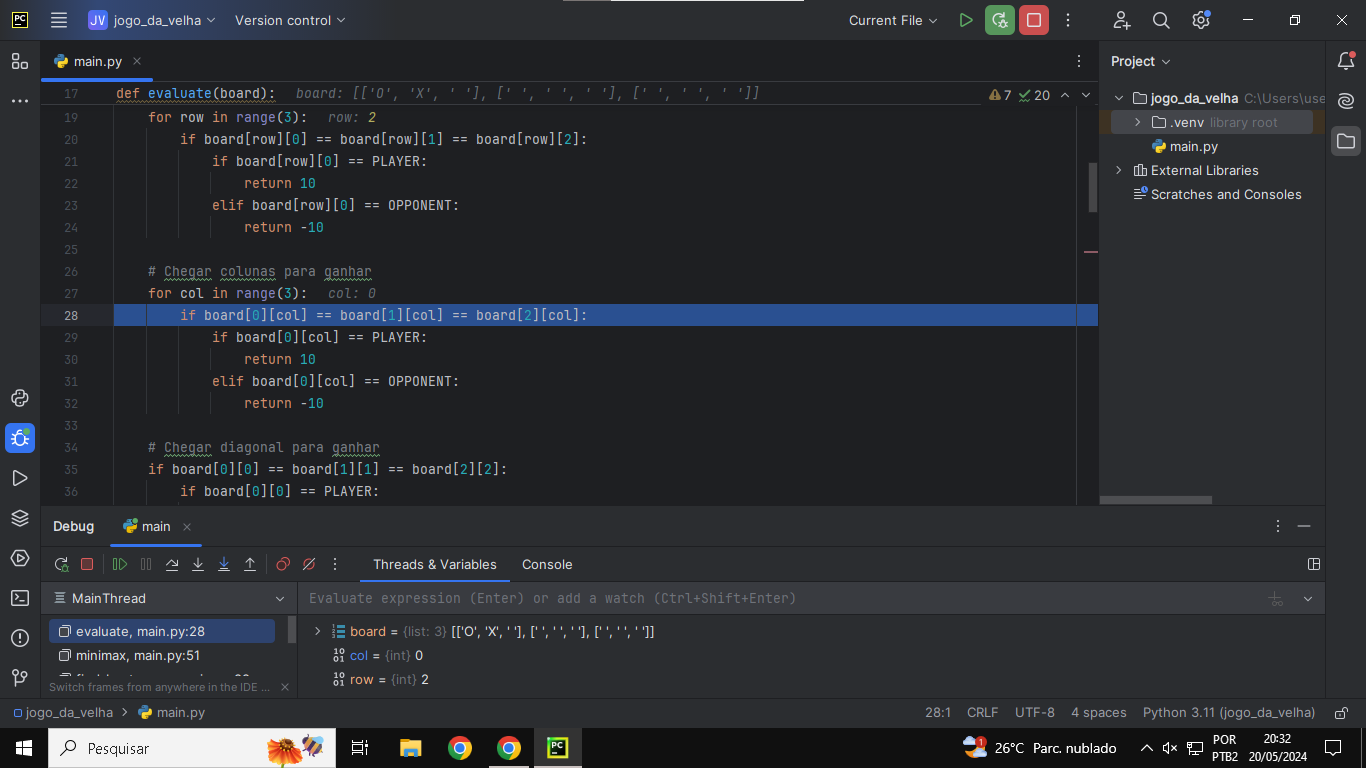 PC
JV jogo_da_velha Version control Current File
main.py
17 def evaluate(board): board: [['O', 'X', ' '], [' ', ' ', ' '], [' ', ' ', ' ']] 7 20
19 for row in range(3): row: 2
20 if board[row][0] == board[row][1] == board[row][2]:
21 if board[row][0] == PLAYER:
22 return 10
23 elif board[row][0] == OPPONENT:
24 return -10
25
26 # Chegar colunas para ganhar
27 for col in range(3): col: 0
28 if board[0][col] == board[1][col] == board[2][col]:
29 if board[0][col] == PLAYER:
30 return 10
31 elif board[0][col] == OPPONENT:
32 return -10
33
34 # Chegar diagonal para ganhar
35 if board[0][0] == board[1][1] == board[2][2]:
36 if board[0][0] == PLAYER:
Project
jogo_da_velha C:\Users\use
.venv library root
main.py
External Libraries
Scratches and Consoles
Debug main
Threads & Variables Console
MainThread
evaluate, main.py:28
minimax, main.py:51
Switch frames from anywhere in the IDE ...
Evaluate expression (Enter) or add a watch (Ctrl+Shift+Enter)
board = {list: 3} [['O', 'X', ' '], [' ', ' ', ' '], [' ', ' ', ' ']]
10
01 col = {int} 0
10
01 row = {int} 2
jogo_da_velha main.py 28:1 CRLF UTF-8 4 spaces Python 3.11 (jogo_da_velha)
Pesquisar
PC
1 26°C Parc. nublado
POR
PTB2
20:32
20/05/2024